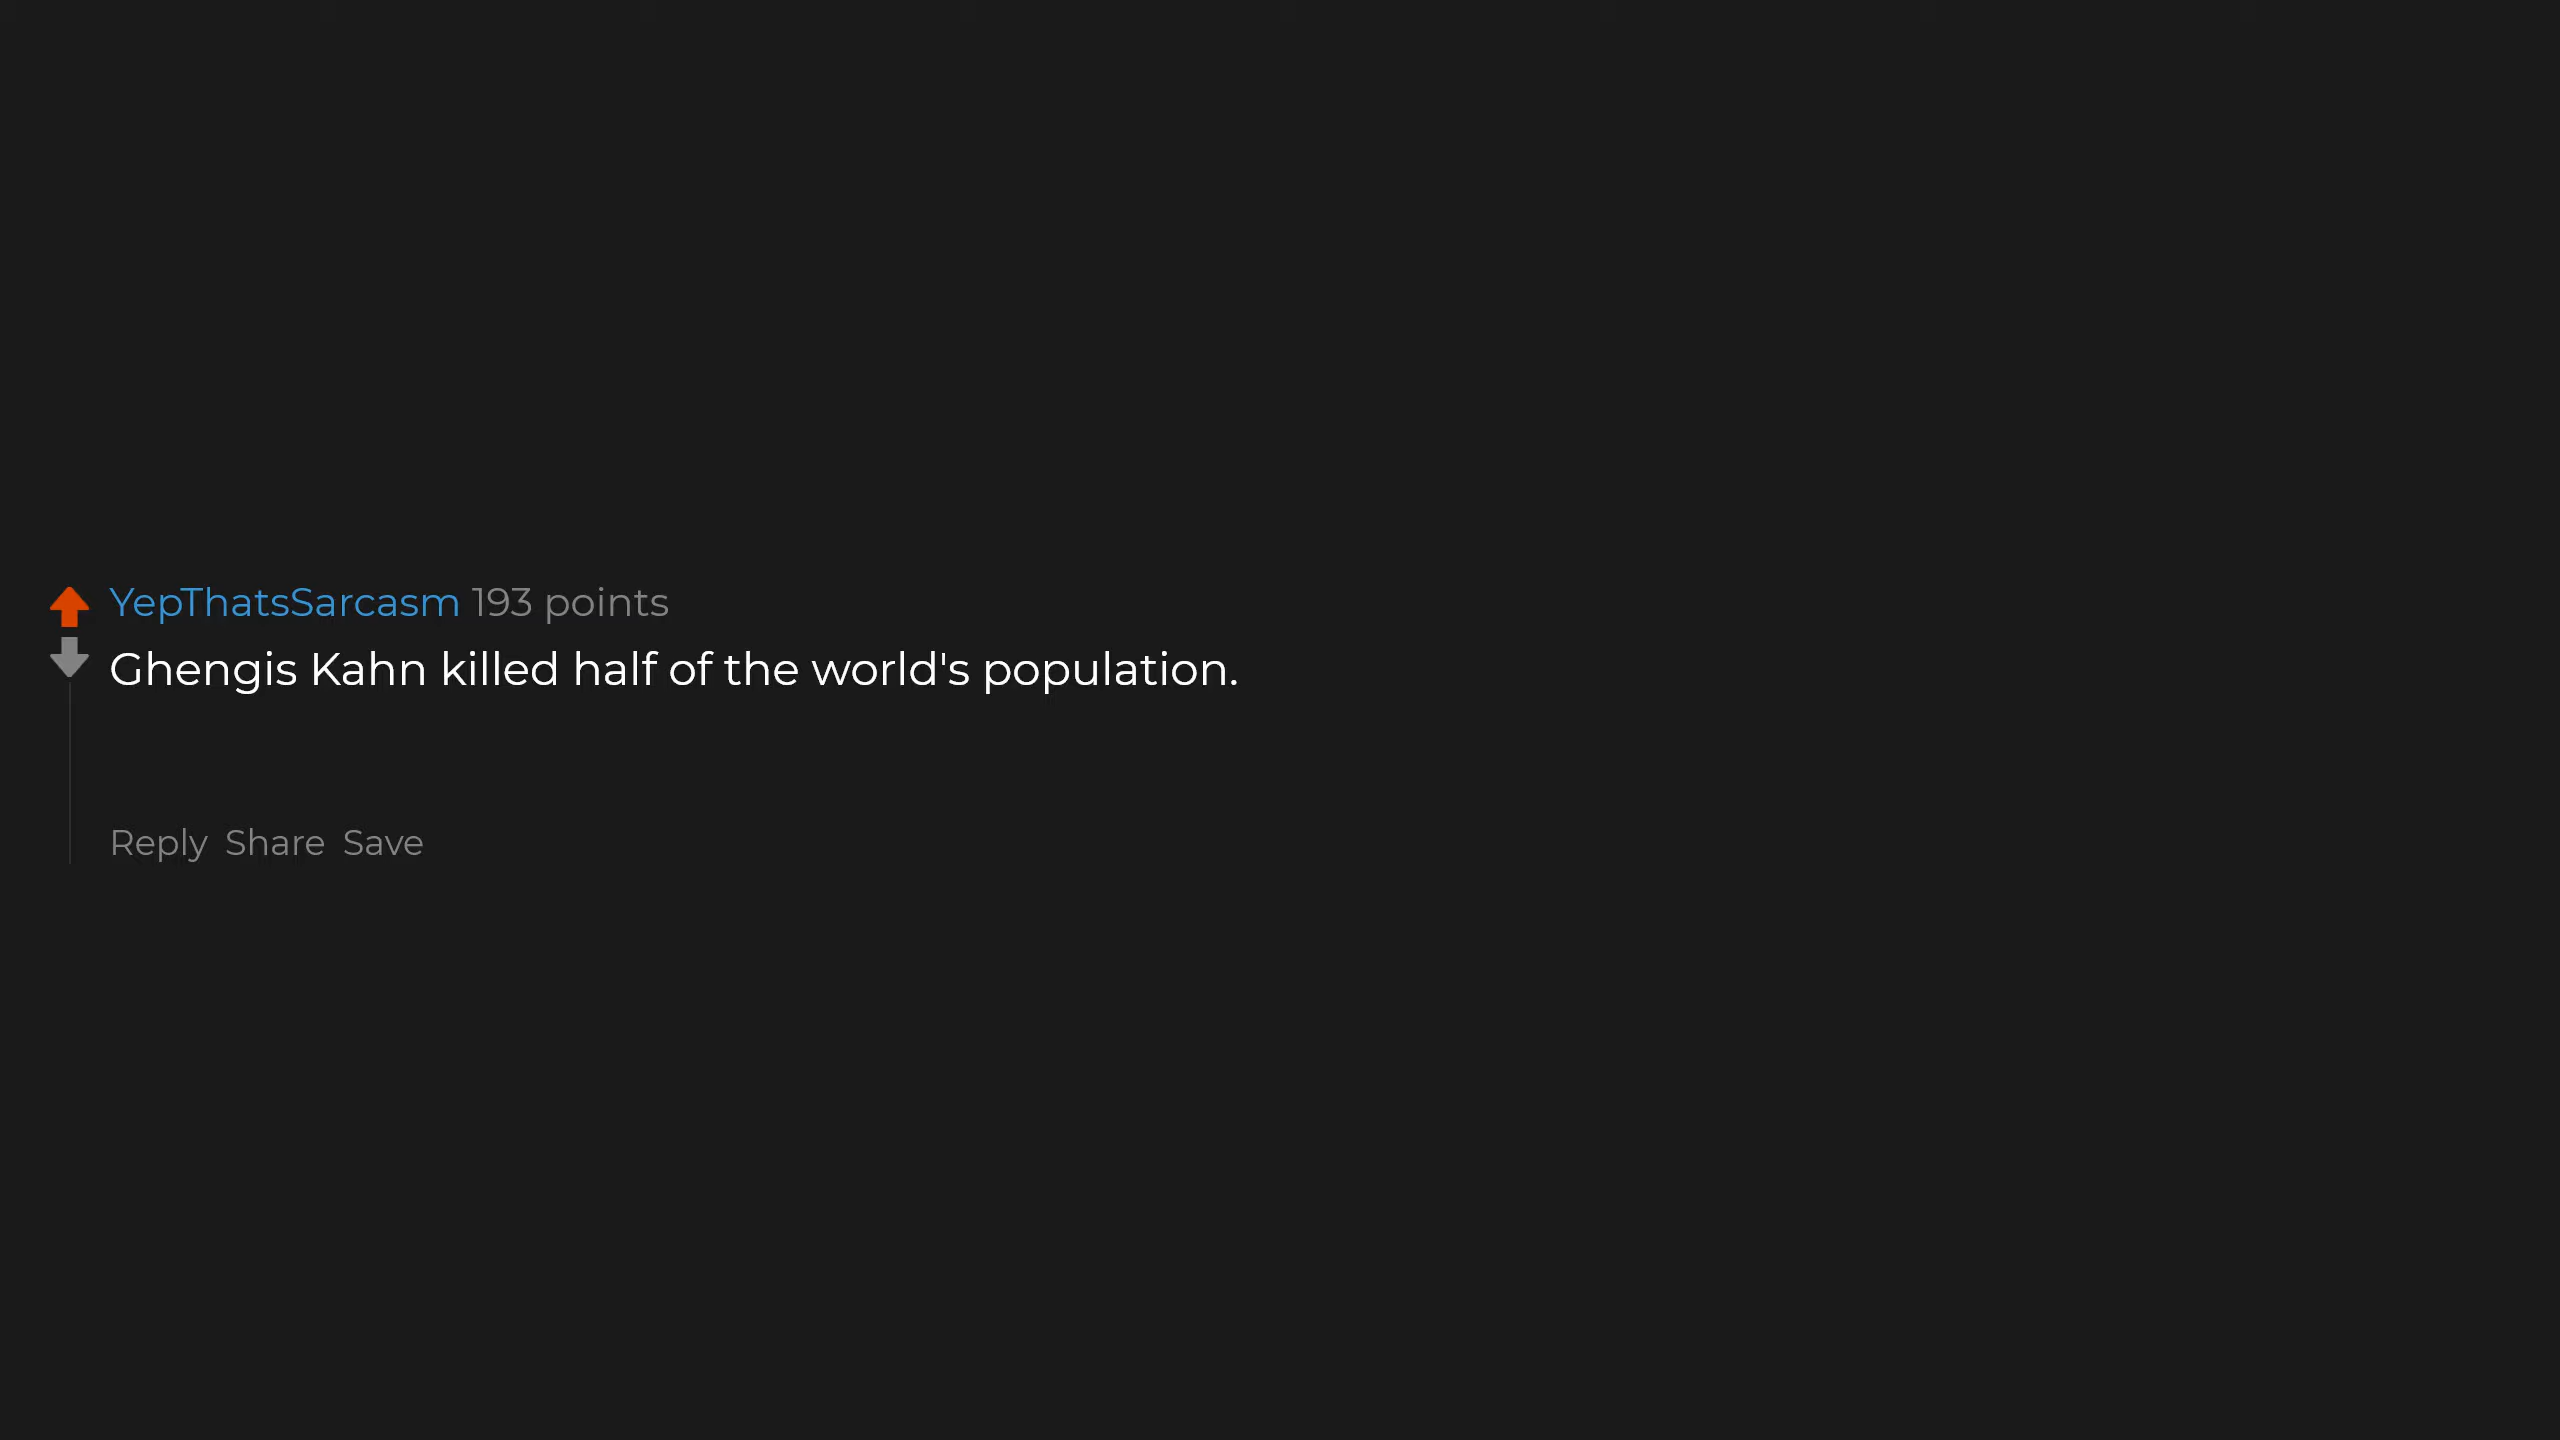 YepThatsSarcasm 193 points
Ghengis Kahn killed half of the world's population.
Reply Share Save